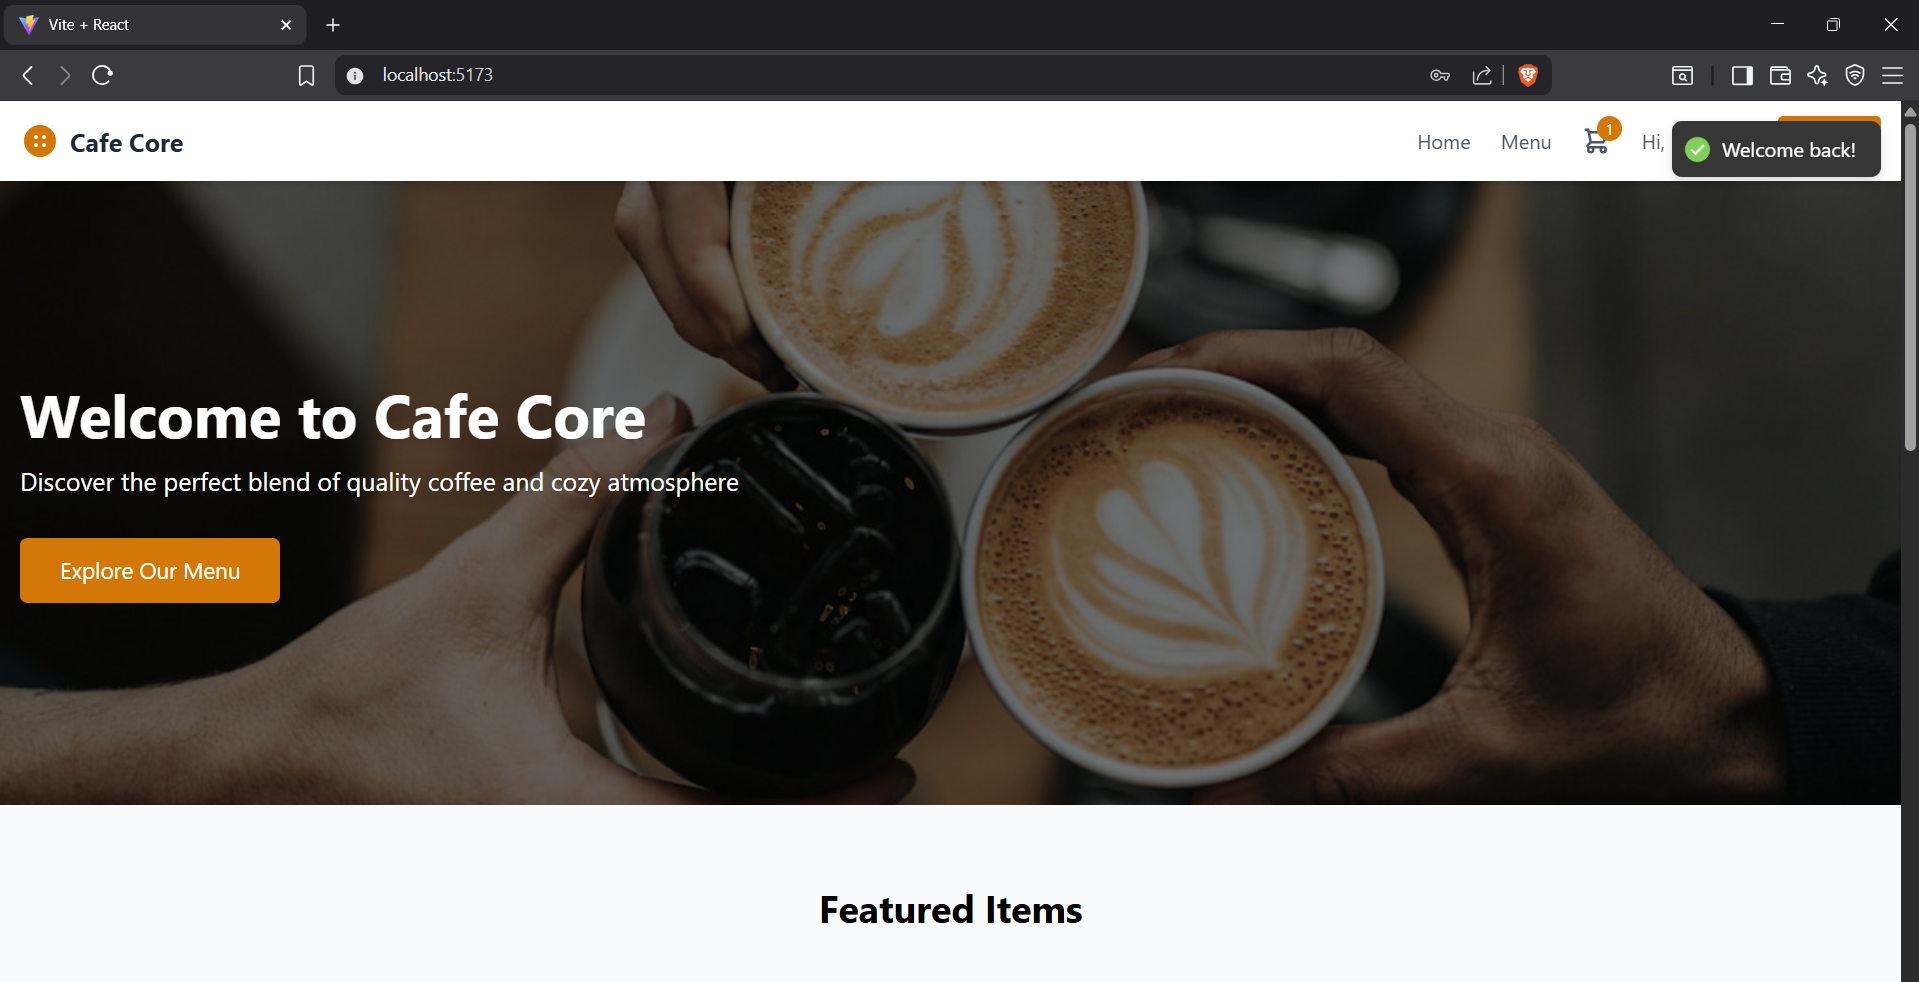 Vite + React
localhost:5173
Cafe Core
Home
Menu
1
Hi,
Welcome back!
Welcome to Cafe Core
Discover the perfect blend of quality coffee and cozy atmosphere
Explore Our Menu
Featured Items